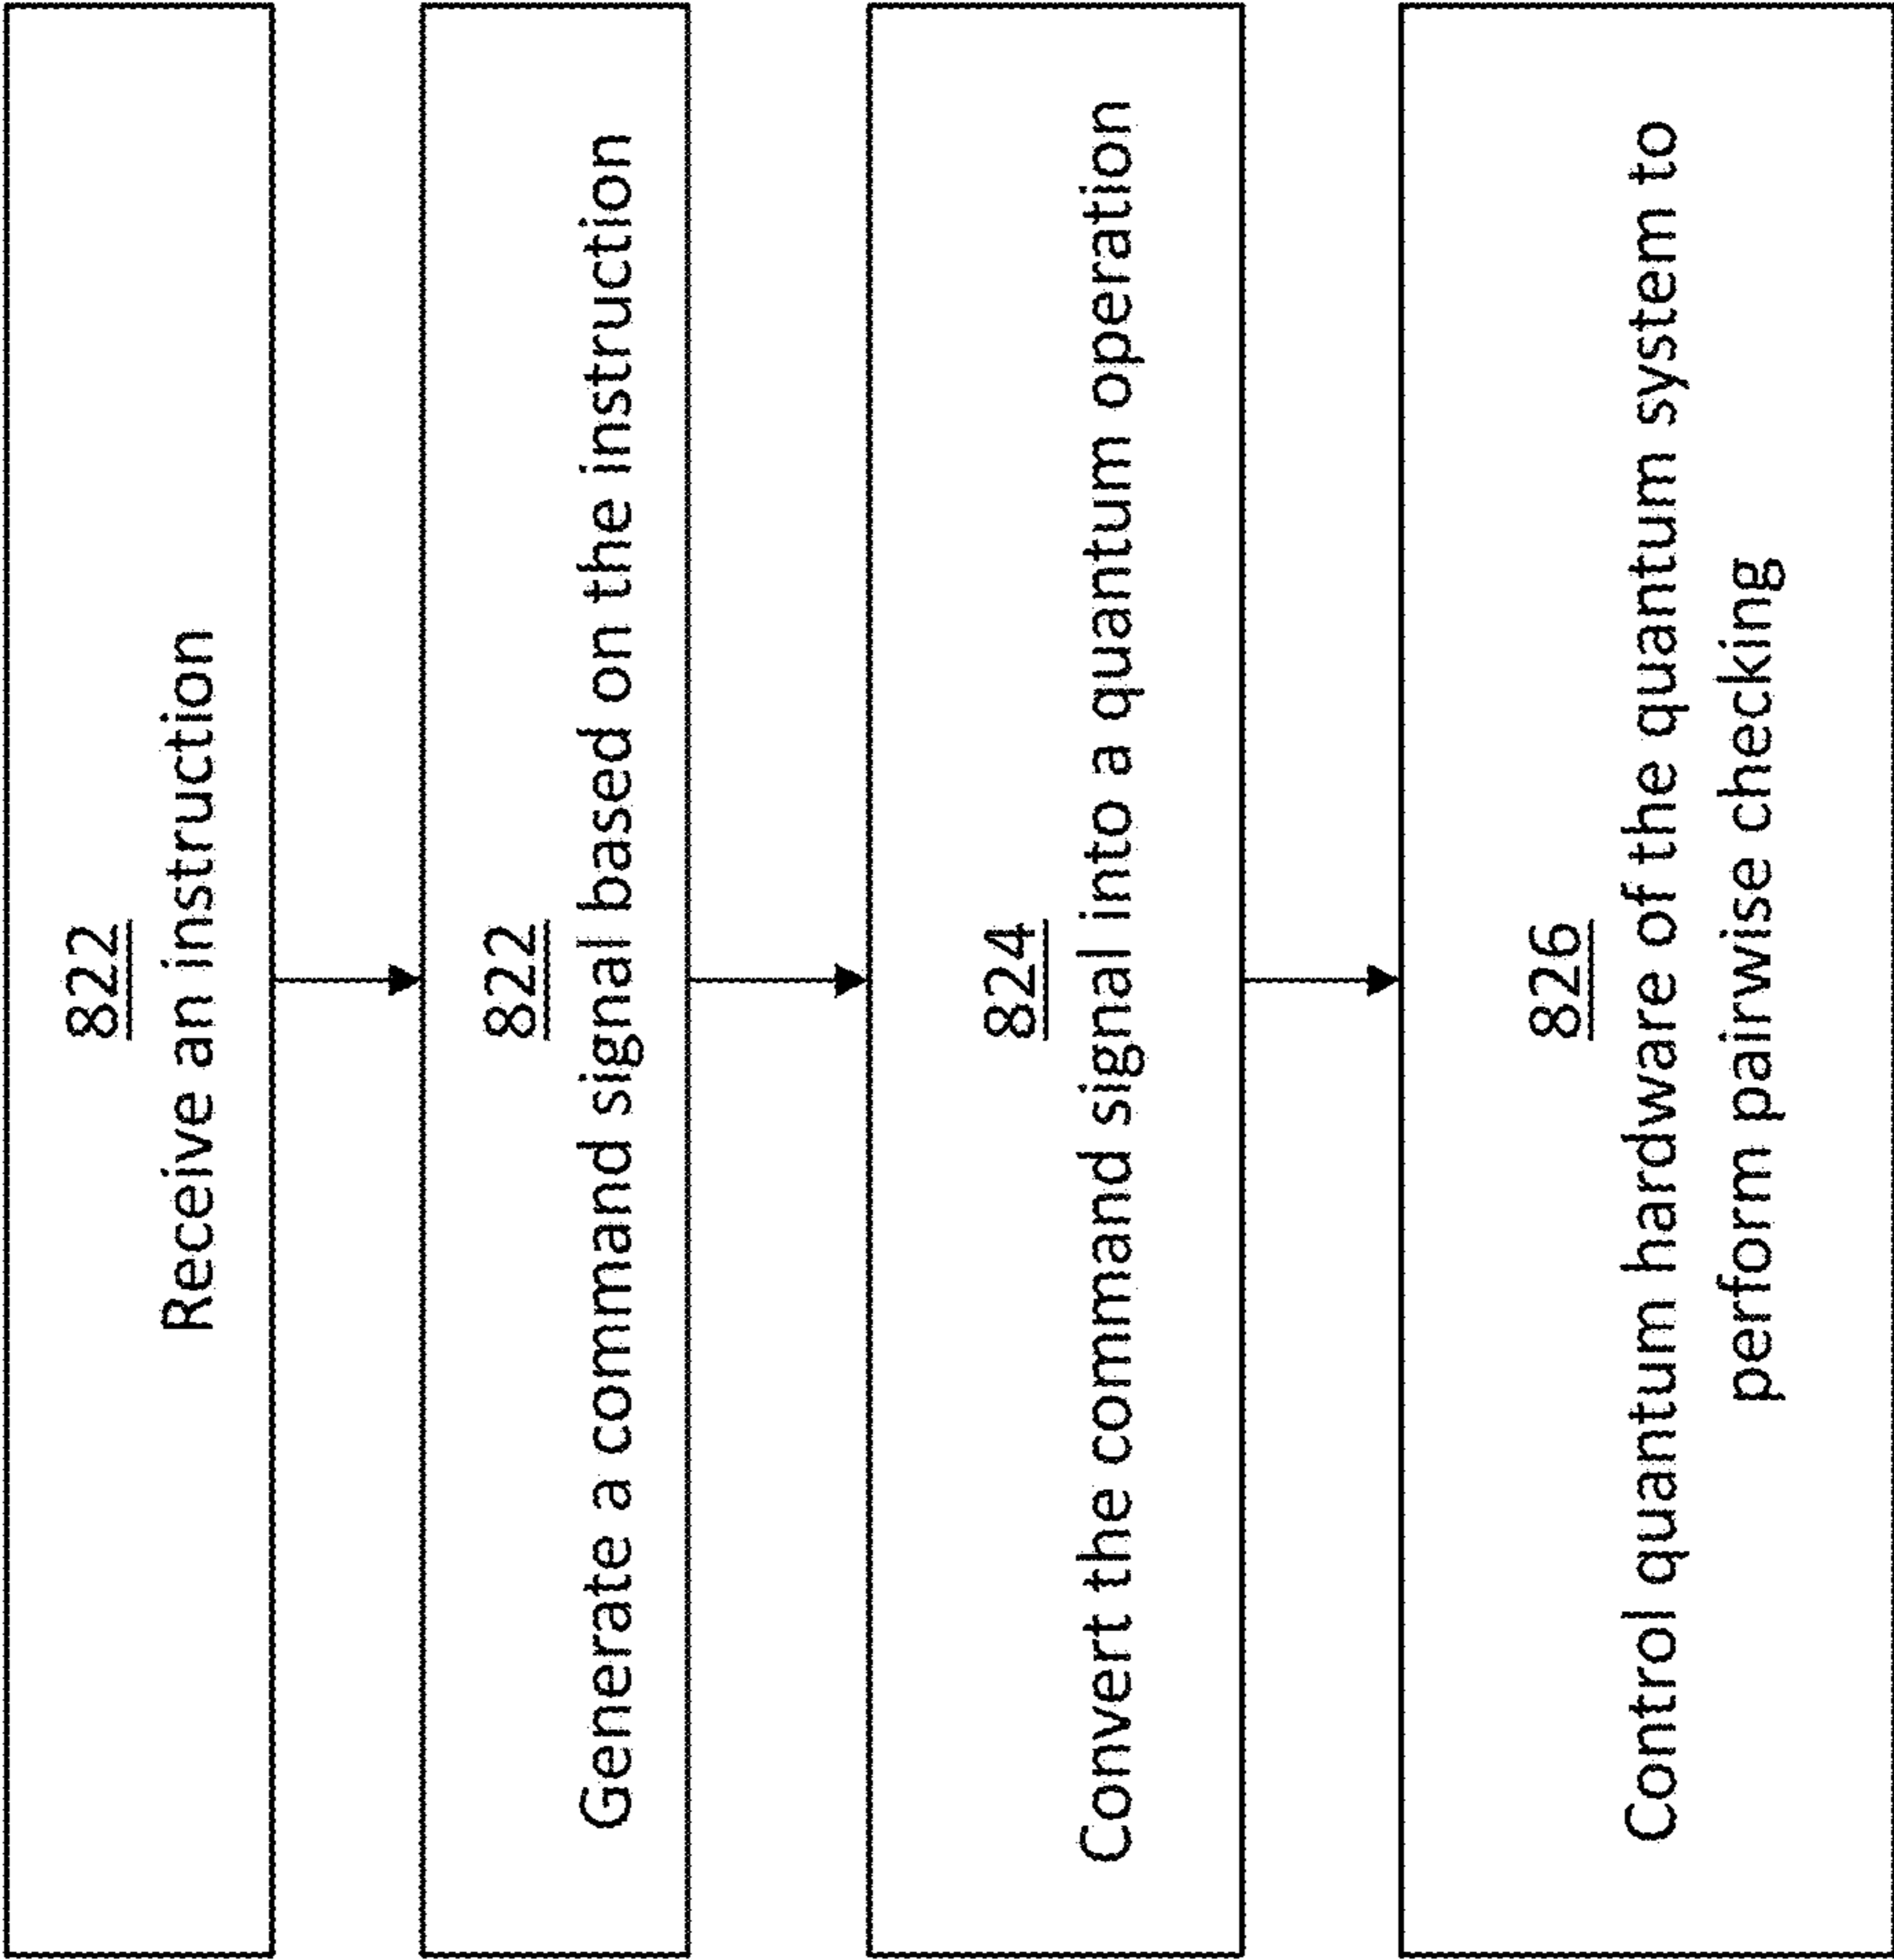 822
Receive an instruction
822
Generate a command signal based on the instruction
824
Convert the command signal into a quantum operation
826
Control quantum hardware of the quantum system to
perform pairwise checking